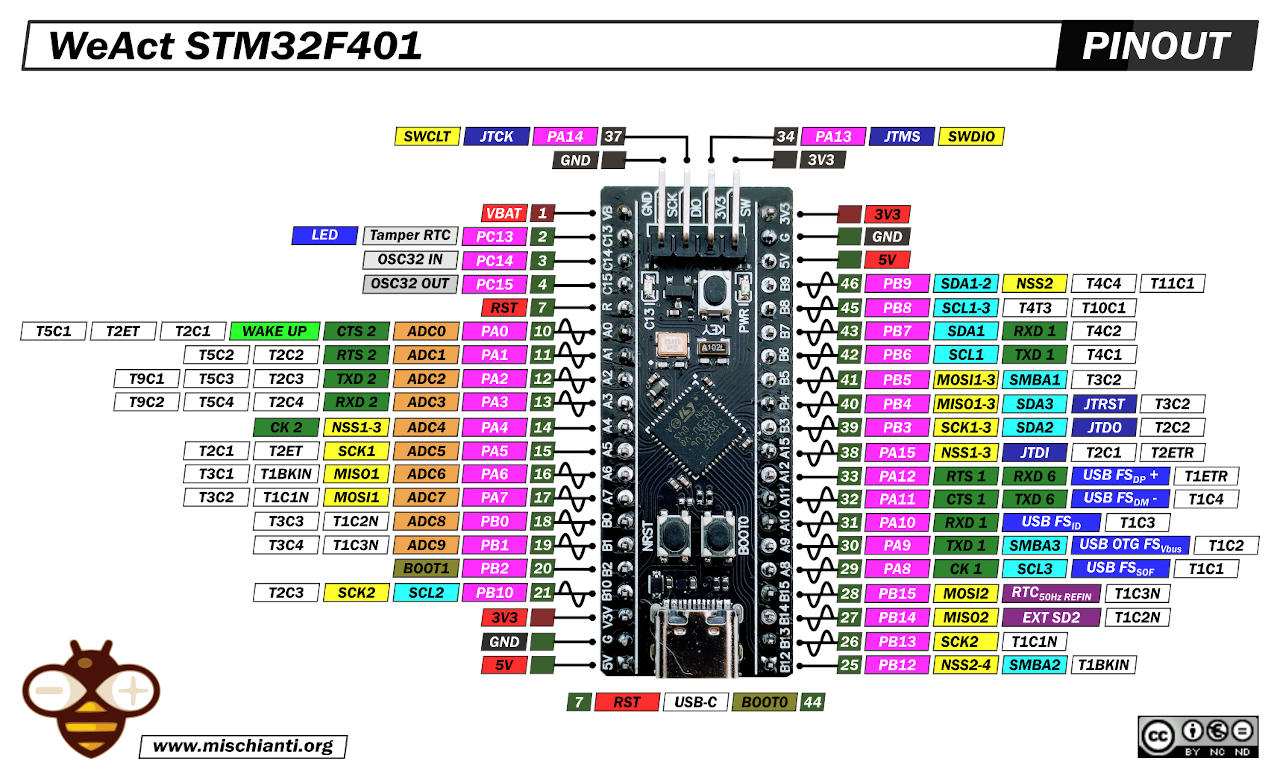 WeAct STM32F401 PINOUT
SWCLT JTCK PA14 37
34 PA13 JTMS SWDIO
GND
3V3
VBAT 1
3V3
LED Tamper RTC PC13 2
GND
OSC32 IN PC14 3
5V
OSC32 OUT PC15 4
46 PB9 SDA1-2 NSS2 T4C4 T11C1
RST 7
45 PB8 SCL1-3 T4T3 T10C1
T5C1 T2ET T2C1 WAKE UP CTS 2 ADC0 PA0 10
43 PB7 SDA1 RXD 1 T4C2
T5C2 T2C2 RTS 2 ADC1 PA1 11
42 PB6 SCL1 TXD 1 T4C1
T9C1 T5C3 T2C3 TXD 2 ADC2 PA2 12
41 PB5 MOSI1-3 SMBA1 T3C2
T9C2 T5C4 T2C4 RXD 2 ADC3 PA3 13
40 PB4 MISO1-3 SDA3 JTRST T3C2
CK 2 NSS1-3 ADC4 PA4 14
39 PB3 SCK1-3 SDA2 JTDO T2C2
T2C1 T2ET SCK1 ADC5 PA5 15
38 PA15 NSS1-3 JTDI T2C1 T2ETR
T3C1 T1BKIN MISO1 ADC6 PA6 16
33 PA12 RTS 1 RXD 6 USB FSDP + T1ETR
T3C2 T1C1N MOSI1 ADC7 PA7 17
32 PA11 CTS 1 TXD 6 USB FSDM - T1C4
T3C3 T1C2N ADC8 PB0 18
31 PA10 RXD 1 USB FSID T1C3
T3C4 T1C3N ADC9 PB1 19
30 PA9 TXD 1 SMBA3 USB OTG FSVbus T1C2
BOOT1 PB2 20
29 PA8 CK 1 SCL3 USB FSSOF T1C1
T2C3 SCK2 SCL2 PB10 21
28 PB15 MOSI2 RTC50Hz REFIN T1C3N
3V3
27 PB14 MISO2 EXT SD2 T1C2N
GND
26 PB13 SCK2 T1C1N
5V
25 PB12 NSS2-4 SMBA2 T1BKIN
GND SCK DIO 3V3 SW
VB
C13
C14
C15
R
A0
A1
A2
A3
A4
A5
A6
A7
B0
B1
B2
B10
V3V
G
5V
3V3
G
5V
B9
B8
B7
B6
B5
B4
B3
A15
A12
A11
A10
A9
A8
B15
B14
B13
B12
C13
KEY
PWR
A102L
NRST
BOOT0
7 RST USB-C BOOT0 44
www.mischianti.org
cc
BY NC ND